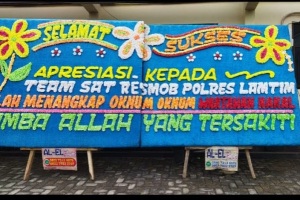 SELAMAT SUKSES
APRESIASI KEPADA
TEAM SAT RESMOB POLRES LAMTIM
LAH MENANGKAP OKNUM OKNUM
MBA ALLAH YANG TERSAKITI
AL-EL
AL-EL